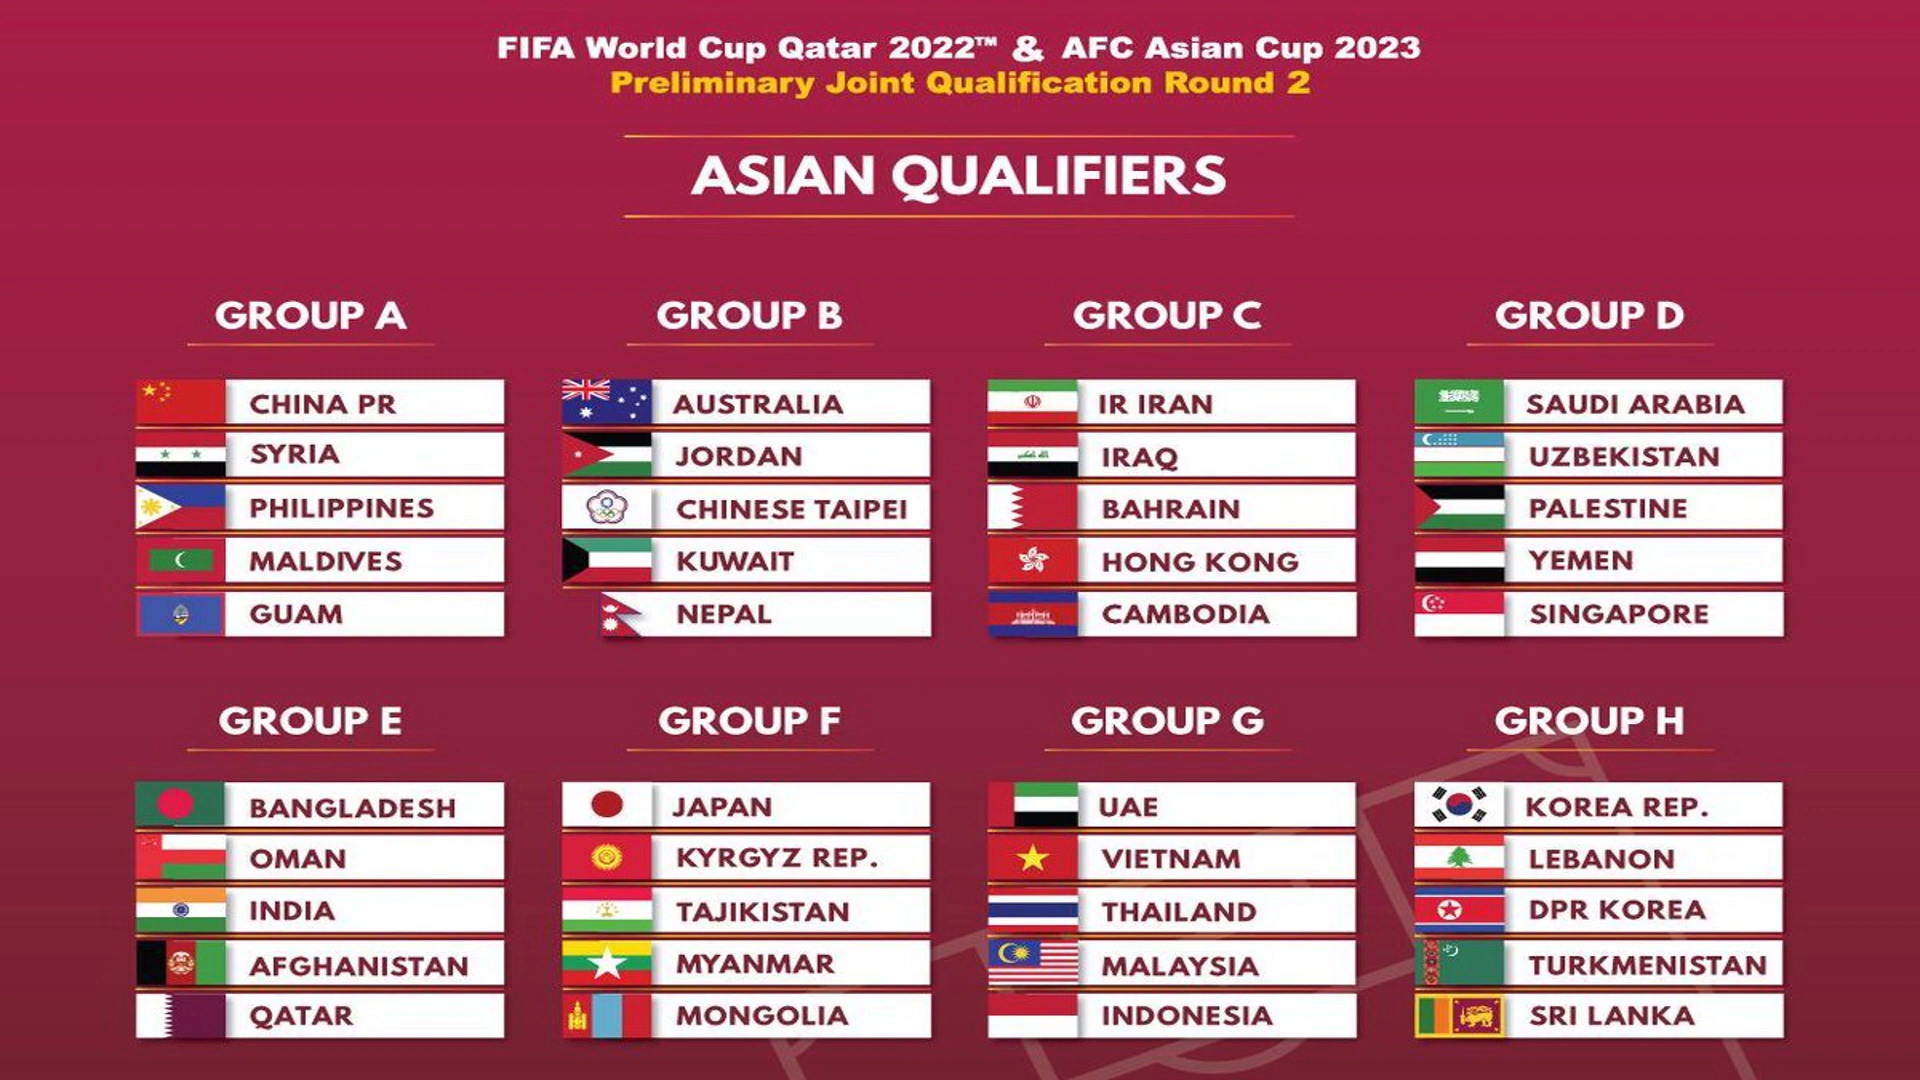 FIFA World Cup Qatar 2022™ & AFC Asian Cup 2023
Preliminary Joint Qualification Round 2
ASIAN QUALIFIERS
GROUP A
CHINA PR
SYRIA
PHILIPPINES
MALDIVES
GUAM
GROUP B
AUSTRALIA
JORDAN
CHINESE TAIPEI
KUWAIT
NEPAL
GROUP C
IR IRAN
IRAQ
BAHRAIN
HONG KONG
CAMBODIA
GROUP D
SAUDI ARABIA
UZBEKISTAN
PALESTINE
YEMEN
SINGAPORE
GROUP E
BANGLADESH
OMAN
INDIA
AFGHANISTAN
QATAR
GROUP F
JAPAN
KYRGYZ REP.
TAJIKISTAN
MYANMAR
MONGOLIA
GROUP G
UAE
VIETNAM
THAILAND
MALAYSIA
INDONESIA
GROUP H
KOREA REP.
LEBANON
DPR KOREA
TURKMENISTAN
SRI LANKA